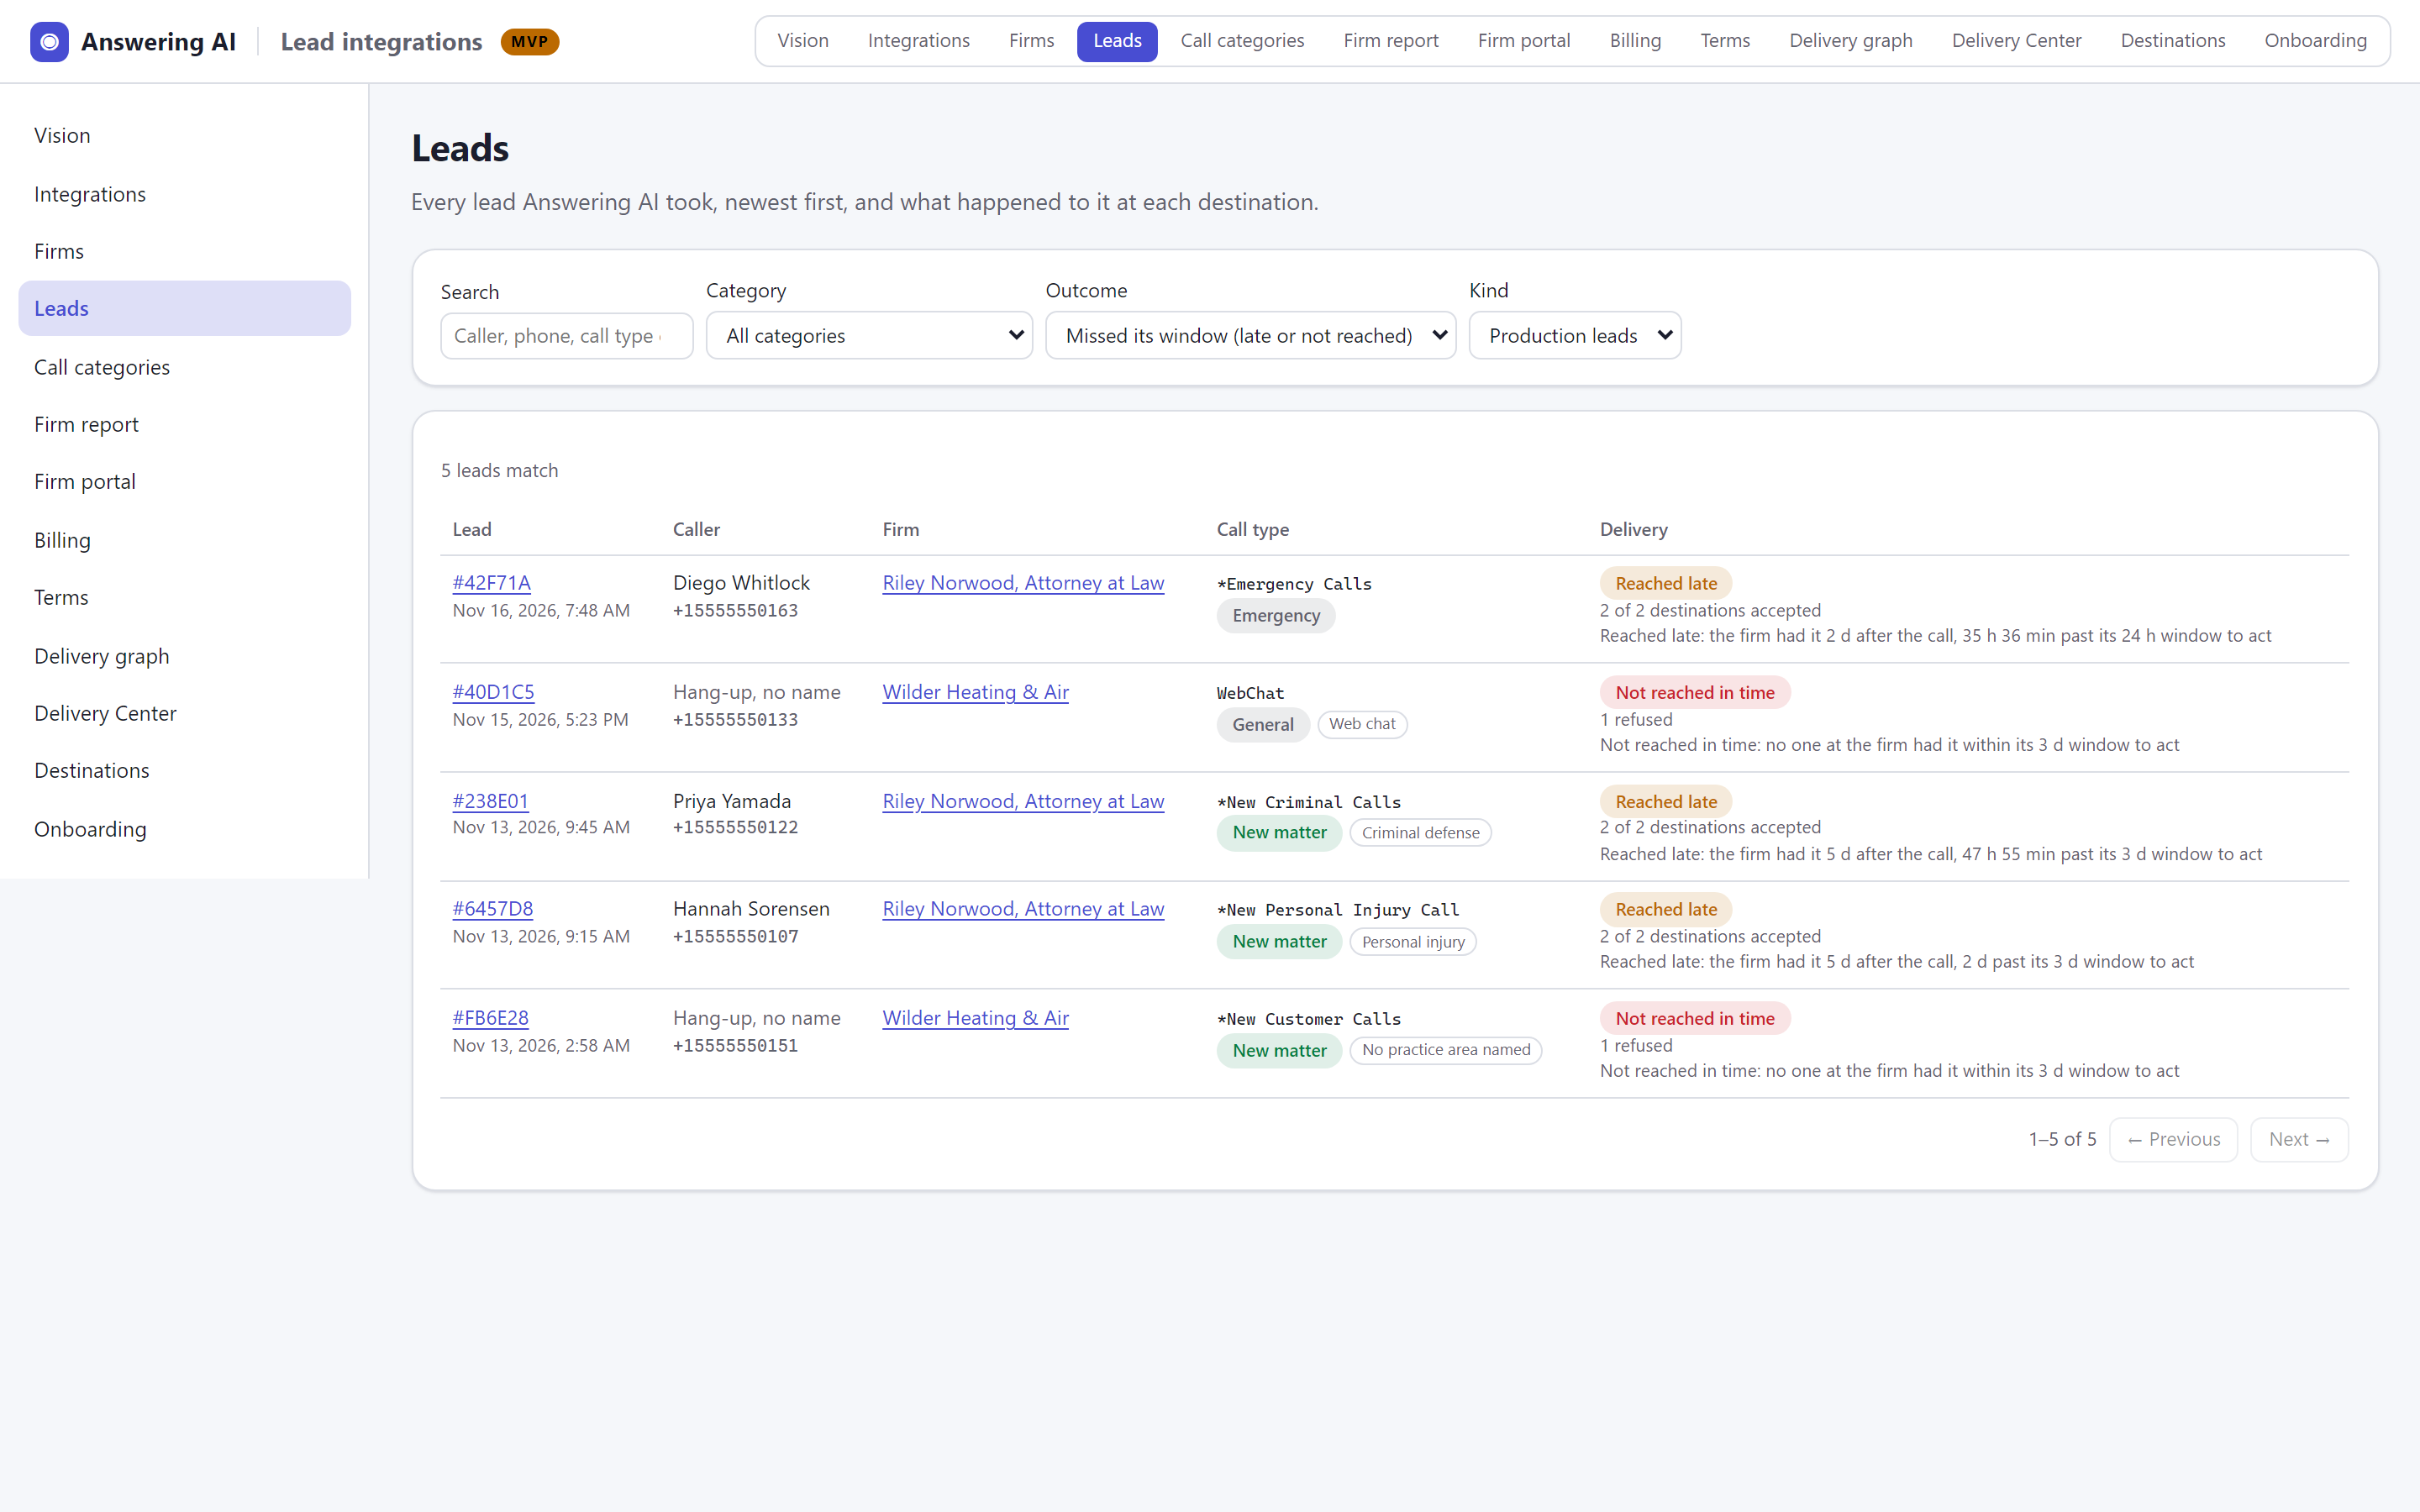 Answering AI
Lead integrations
MVP
Vision
Integrations
Firms
Leads
Call categories
Firm report
Firm portal
Billing
Terms
Delivery graph
Delivery Center
Destinations
Onboarding
Vision
Integrations
Firms
Leads
Call categories
Firm report
Firm portal
Billing
Terms
Delivery graph
Delivery Center
Destinations
Onboarding
Leads
Every lead Answering AI took, newest first, and what happened to it at each destination.
Search
Caller, phone, call type
Category
All categories
Outcome
Missed its window (late or not reached)
Kind
Production leads
5 leads match
Lead Caller Firm Call type Delivery
#42F71A
Nov 16, 2026, 7:48 AM
Diego Whitlock
+15555550163
Riley Norwood, Attorney at Law
*Emergency Calls
Emergency
Reached late
2 of 2 destinations accepted
Reached late: the firm had it 2 d after the call, 35 h 36 min past its 24 h window to act
#40D1C5
Nov 15, 2026, 5:23 PM
Hang-up, no name
+15555550133
Wilder Heating & Air
WebChat
General Web chat
Not reached in time
1 refused
Not reached in time: no one at the firm had it within its 3 d window to act
#238E01
Nov 13, 2026, 9:45 AM
Priya Yamada
+15555550122
Riley Norwood, Attorney at Law
*New Criminal Calls
New matter Criminal defense
Reached late
2 of 2 destinations accepted
Reached late: the firm had it 5 d after the call, 47 h 55 min past its 3 d window to act
#6457D8
Nov 13, 2026, 9:15 AM
Hannah Sorensen
+15555550107
Riley Norwood, Attorney at Law
*New Personal Injury Call
New matter Personal injury
Reached late
2 of 2 destinations accepted
Reached late: the firm had it 5 d after the call, 2 d past its 3 d window to act
#FB6E28
Nov 13, 2026, 2:58 AM
Hang-up, no name
+15555550151
Wilder Heating & Air
*New Customer Calls
New matter No practice area named
Not reached in time
1 refused
Not reached in time: no one at the firm had it within its 3 d window to act
1–5 of 5
← Previous
Next →